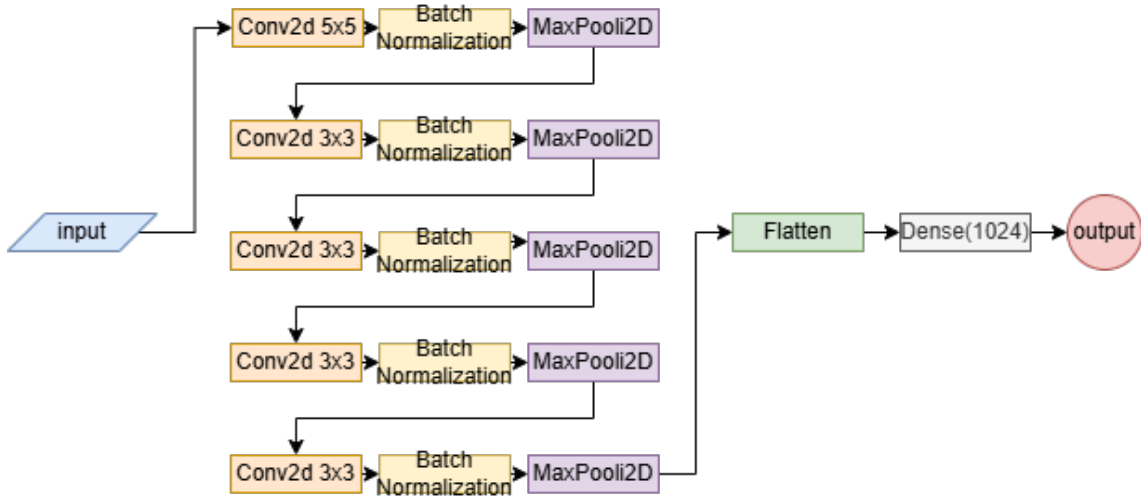 Conv2d 5x5
Batch
Normalization
MaxPooli2D
Conv2d 3x3
Batch
Normalization
MaxPooli2D
input
Conv2d 3x3
Batch
Normalization
MaxPooli2D
Flatten
Dense(1024)
output
Conv2d 3x3
Batch
Normalization
MaxPooli2D
Conv2d 3x3
Batch
Normalization
MaxPooli2D